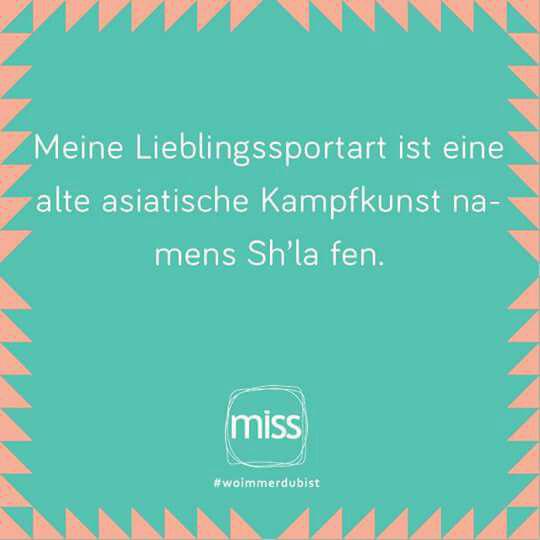 Meine Lieblingssportart ist eine
alte asiatische Kampfkunst na-
mens Sh’la fen.
miss
#woimmerdubist